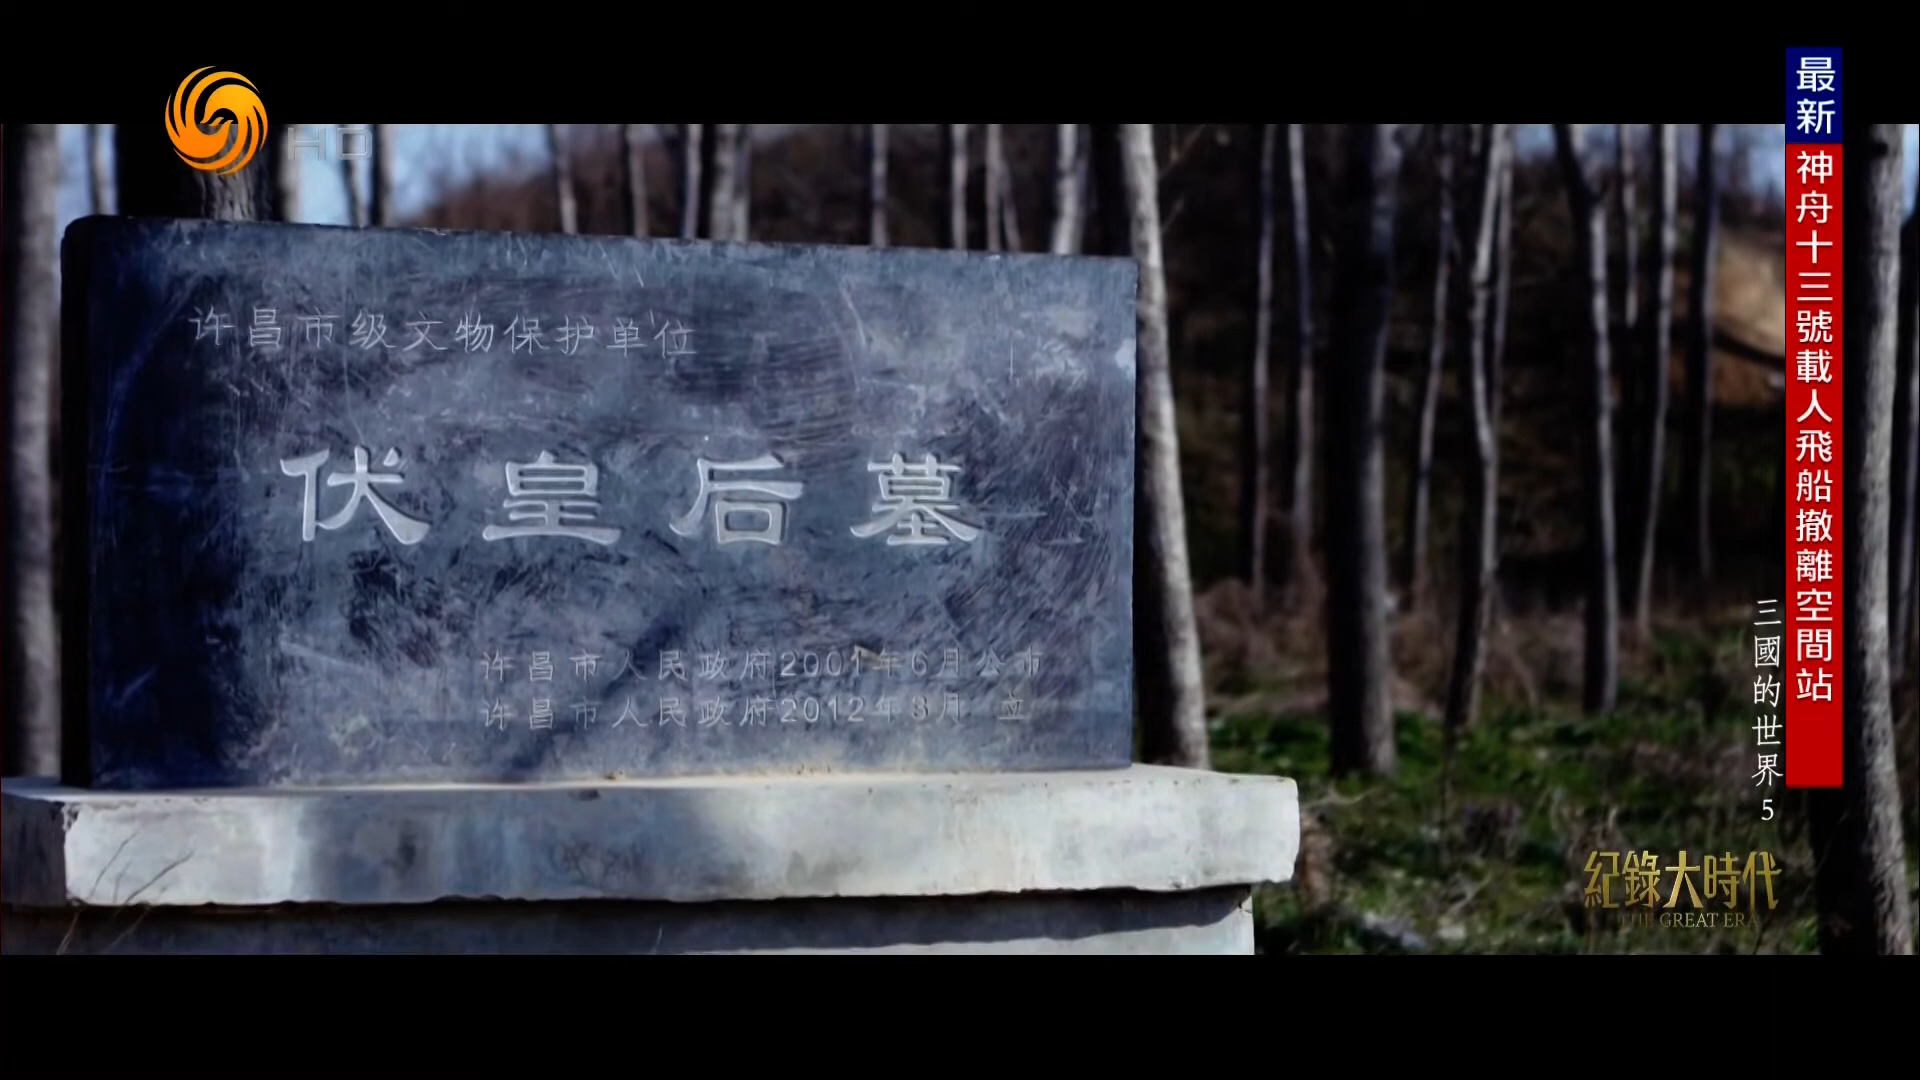 HD
许昌市级文物保护单位
伏皇后墓
许昌市人民政府2001年6月公布
许昌市人民政府2012年3月 立
最新
神舟十三號載人飛船撤離空間站
三國的世界5
紀錄大時代
THE GREAT ERA